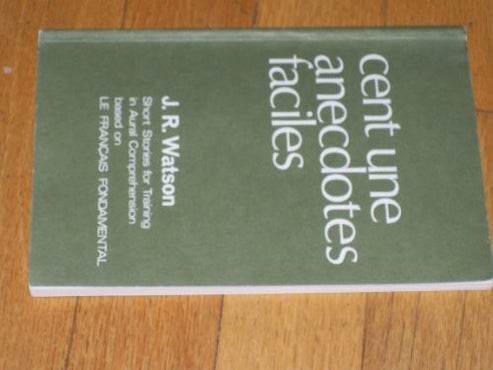 cent une
anecdotes
faciles
J. R. Watson
Short Stories for Training
in Aural Comprehension
based on
LE FRANCAIS FONDAMENTAL